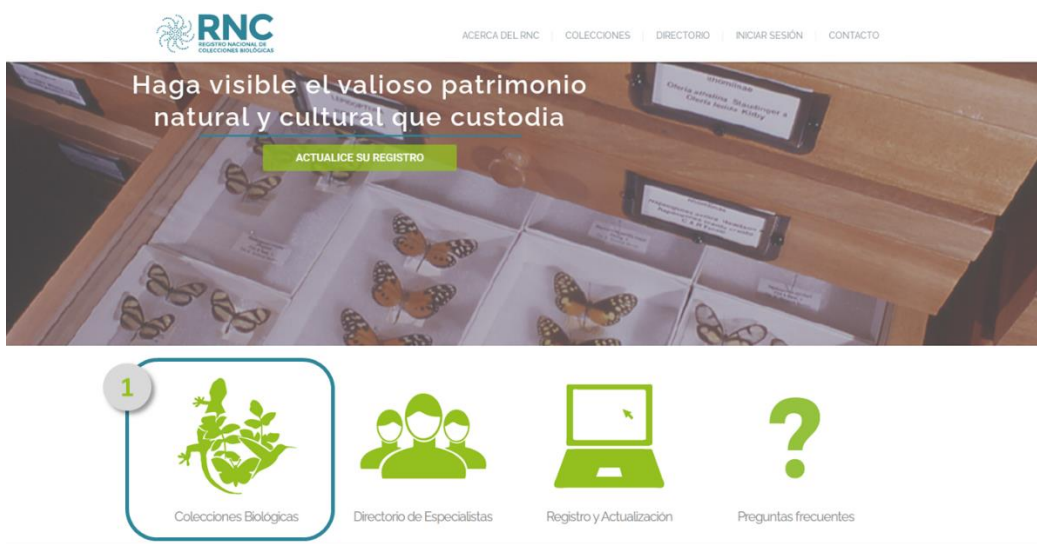 RNC
REGISTRO NACIONAL DE
COLECCIONES BIOLÓGICAS
ACERCA DEL RNC
COLECCIONES
DIRECTORIO
INICIAR SESIÓN
CONTACTO
Haga visible el valioso patrimonio
natural y cultural que custodia
ACTUALICE SU REGISTRO
1
Colecciones Biológicas
Directorio de Especialistas
Registro y Actualización
?
Preguntas frecuentes